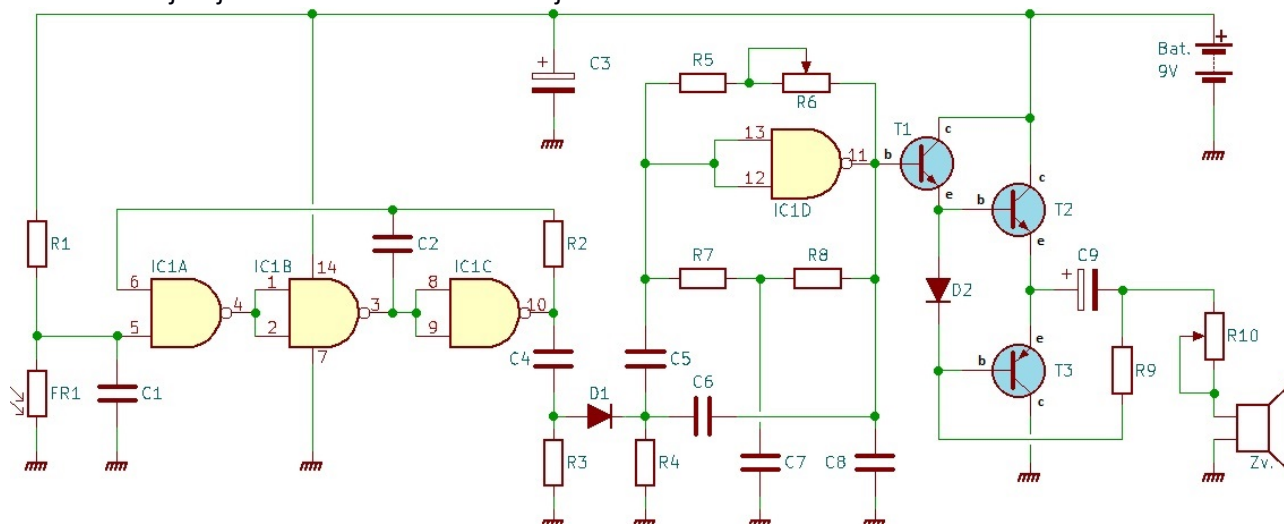 C3
R5
R6
Bat.
9V
+
+
T1
13
12
11
IC1D
b
c
e
c
b
T2
e
R1
C2
R2
IC1A
IC1B
14
IC1C
6
5
4
1
2
3
7
8
9
10
R7
R8
D2
C9
+
R10
FR1
C1
C4
C5
D1
C6
b
e
T3
c
R9
R3
R4
C7
C8
Zv.